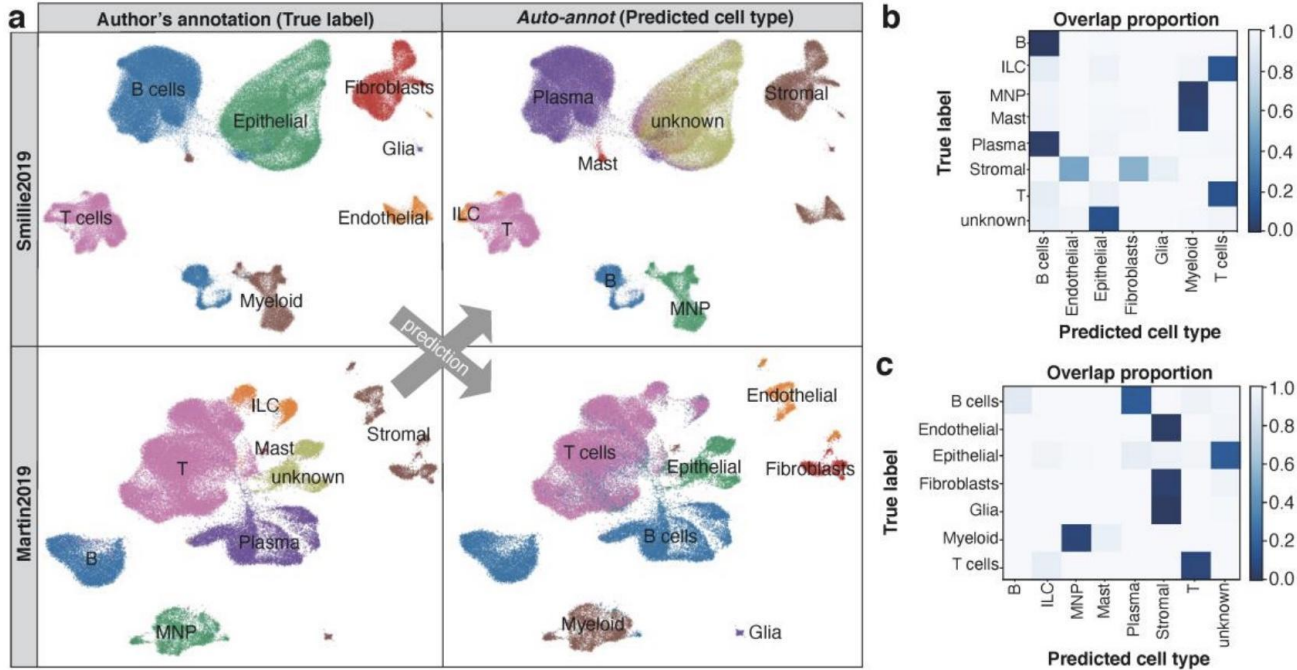 a
Author's annotation (True label)
Auto-annot (Predicted cell type)
Smillie2019
B cells
Epithelial
Fibroblasts
Glia
T cells
Endothelial
Myeloid
Plasma
unknown
Stromal
Mast
ILC
T
B
MNP
prediction
Martin2019
ILC
Mast
unknown
Stromal
T
Plasma
B
MNP
T cells
Epithelial
Endothelial
Fibroblasts
B cells
Myeloid
Glia
b
Overlap proportion
True label
B
ILC
MNP
Mast
Plasma
Stromal
T
unknown
B cells
Endothelial
Epithelial
Fibroblasts
Glia
Myeloid
T cells
Predicted cell type
1.0
0.8
0.6
0.4
0.2
0.0
c
Overlap proportion
True label
B cells
Endothelial
Epithelial
Fibroblasts
Glia
Myeloid
T cells
B
ILC
MNP
Mast
Plasma
Stromal
T
unknown
Predicted cell type
1.0
0.8
0.6
0.4
0.2
0.0